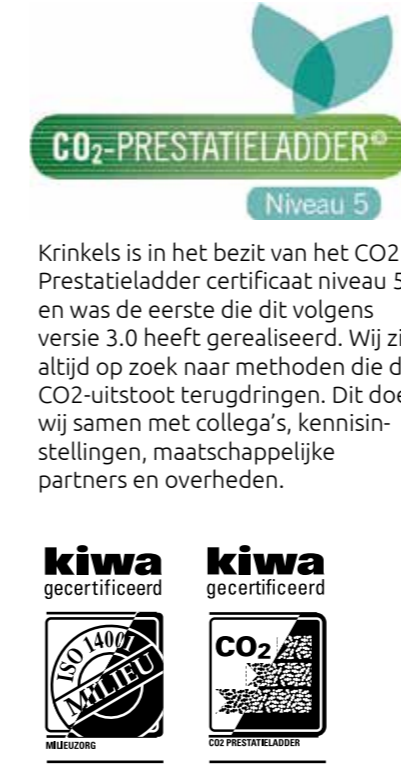 CO2-PRESTATIELADDER©
Niveau 5
Krinkels is in het bezit van het CO2
Prestatieladder certificaat niveau 5
en was de eerste die dit volgens
versie 3.0 heeft gerealiseerd. Wij
altijd op zoek naar methoden die
CO2-uitstoot terugdringen. Dit
wij samen met collega's, kennisin-
stellingen, maatschappelijke
partners en overheden.
kiwa kiwa
gecertificeerd gecertificeerd
ISO 14001 CO2
MILIEU
MILIEUZORG CO2 PRESTATIELADDER